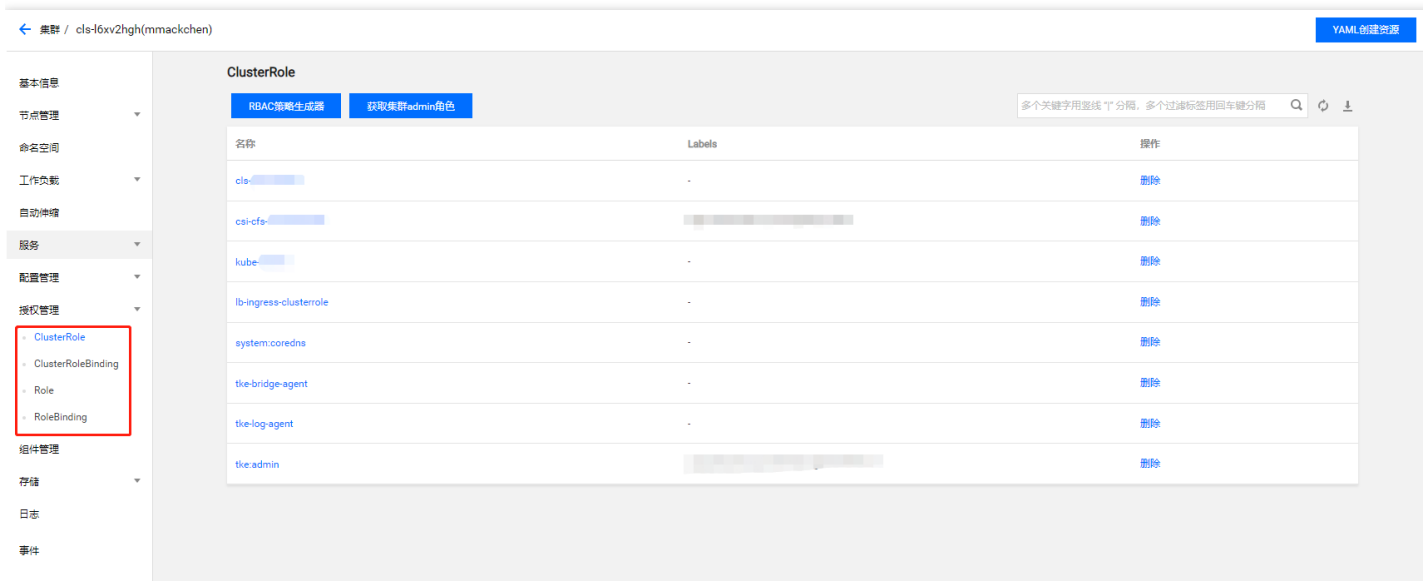 集群 / cls-l6xv2hgh(mmackchen)
YAML创建资源
基本信息
节点管理
命名空间
工作负载
自动伸缩
服务
配置管理
授权管理
ClusterRole
ClusterRoleBinding
Role
RoleBinding
组件管理
存储
日志
事件
ClusterRole
RBAC策略生成器 获取集群admin角色
多个关键字用竖线 "|" 分隔，多个过滤标签用回车键分隔
名称 Labels 操作
cls- - 删除
csi-cfs- 删除
kube- - 删除
lb-ingress-clusterrole - 删除
system:coredns - 删除
tke-bridge-agent - 删除
tke-log-agent - 删除
tke:admin 删除